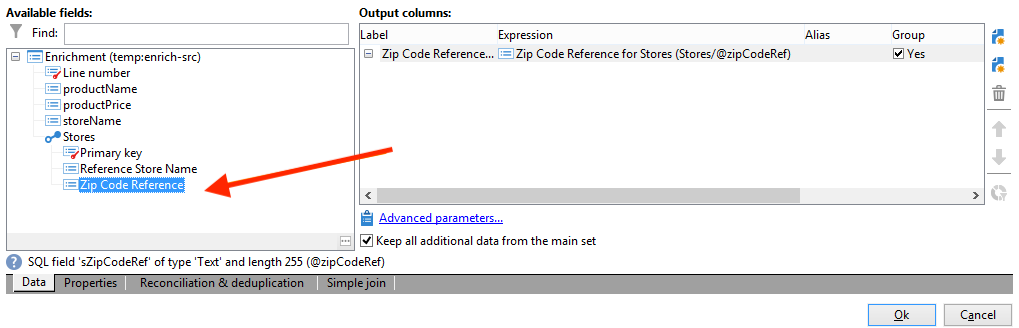 Available fields:
Find:
Enrichment (temp:enrich-src)
Line number
productName
productPrice
storeName
Stores
Primary key
Reference Store Name
Zip Code Reference
Output columns:
Label Expression Alias Group
Zip Code Reference... Zip Code Reference for Stores (Stores/@zipCodeRef) Yes
Advanced parameters...
Keep all additional data from the main set
SQL field 'sZipCodeRef' of type 'Text' and length 255 (@zipCodeRef)
Data Properties Reconciliation & deduplication Simple join
Ok Cancel